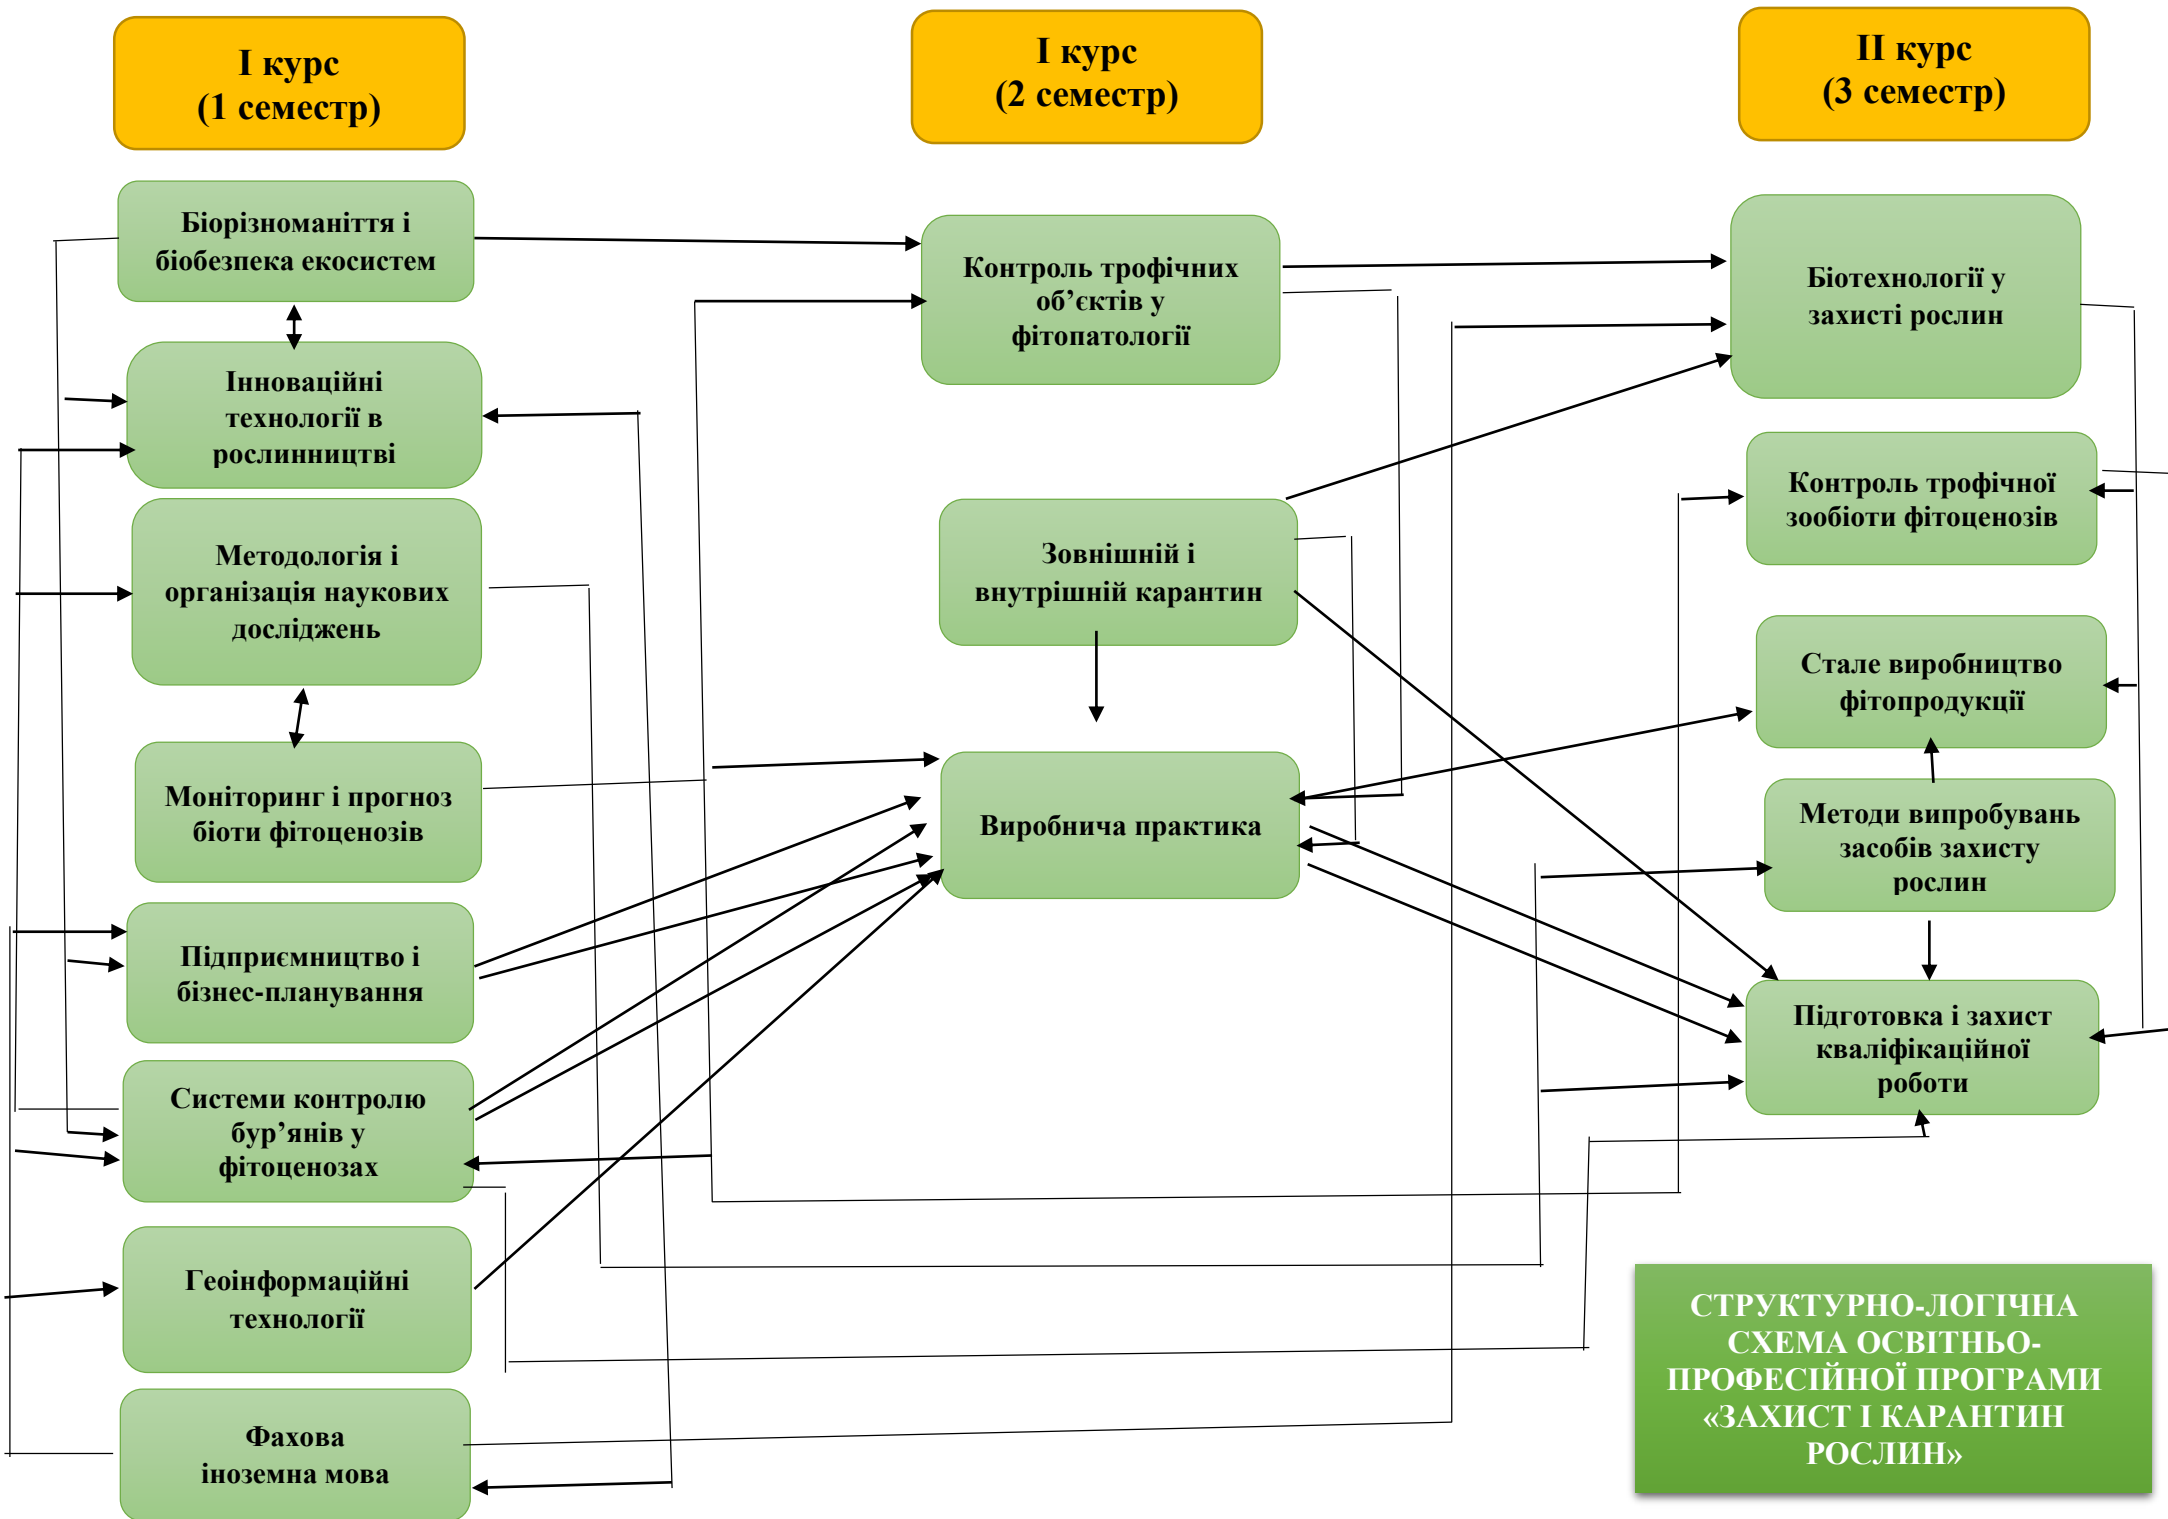 І курс
(1 семестр)
І курс
(2 семестр)
ІІ курс
(3 семестр)
Біорізноманіття і
біобезпека екосистем
Інноваційні
технології в
рослинництві
Методологія і
організація наукових
досліджень
Моніторинг і прогноз
біоти фітоценозів
Підприємництво і
бізнес-планування
Системи контролю
бур’янів у
фітоценозах
Геоінформаційні
технології
Фахова
іноземна мова
Контроль трофічних
об’єктів у
фітопатології
Зовнішній і
внутрішній карантин
Виробнича практика
Біотехнології у
захисті рослин
Контроль трофічної
зообіоти фітоценозів
Стале виробництво
фітопродукції
Методи випробувань
засобів захисту
рослин
Підготовка і захист
кваліфікаційної
роботи
СТРУКТУРНО-ЛОГІЧНА
СХЕМА ОСВІТНЬО-
ПРОФЕСІЙНОЇ ПРОГРАМИ
«ЗАХИСТ І КАРАНТИН
РОСЛИН»